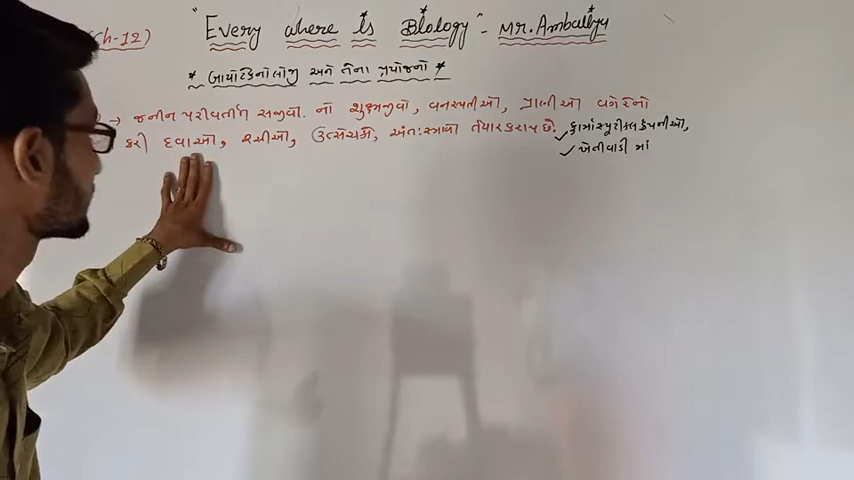 Ch-12)
"Every where is Biology" - Mr. Ambaliya
* બાયોટેકનોલોજી અને તેના પ્રયોજનો *
→ જનીન પરીવર્તીત સજીવો. નાં સુક્ષ્મજીવો, વનસ્પતીઓ, પ્રાણીઓ વગેરેનો
કરી દવાઓ, રસીઓ, ઉત્સેચકો, અંતઃસ્ત્રાવો તૈયાર કરાય છે. ✓ ફાર્માસ્યુટીકલ કંપનીઓ,
✓ ખેતીવાડી માં